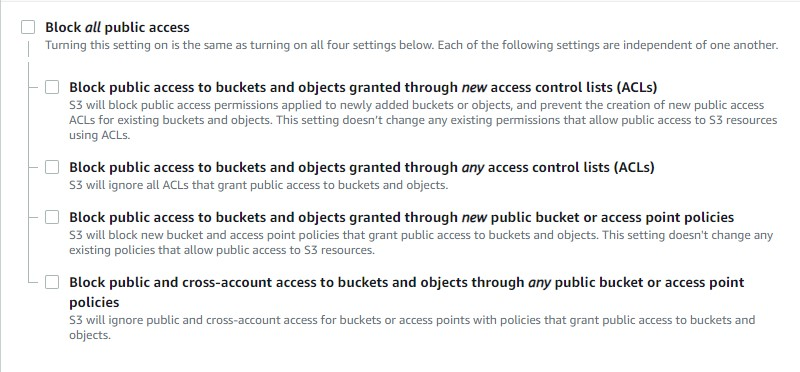 Block all public access
Turning this setting on is the same as turning on all four settings below. Each of the following settings are independent of one another.
Block public access to buckets and objects granted through new access control lists (ACLs)
S3 will block public access permissions applied to newly added buckets or objects, and prevent the creation of new public access
ACLs for existing buckets and objects. This setting doesn't change any existing permissions that allow public access to S3 resources
using ACLs.
Block public access to buckets and objects granted through any access control lists (ACLs)
S3 will ignore all ACLs that grant public access to buckets and objects.
Block public access to buckets and objects granted through new public bucket or access point policies
S3 will block new bucket and access point policies that grant public access to buckets and objects. This setting doesn't change any
existing policies that allow public access to S3 resources.
Block public and cross-account access to buckets and objects through any public bucket or access point
policies
S3 will ignore public and cross-account access for buckets or access points with policies that grant public access to buckets and
objects.